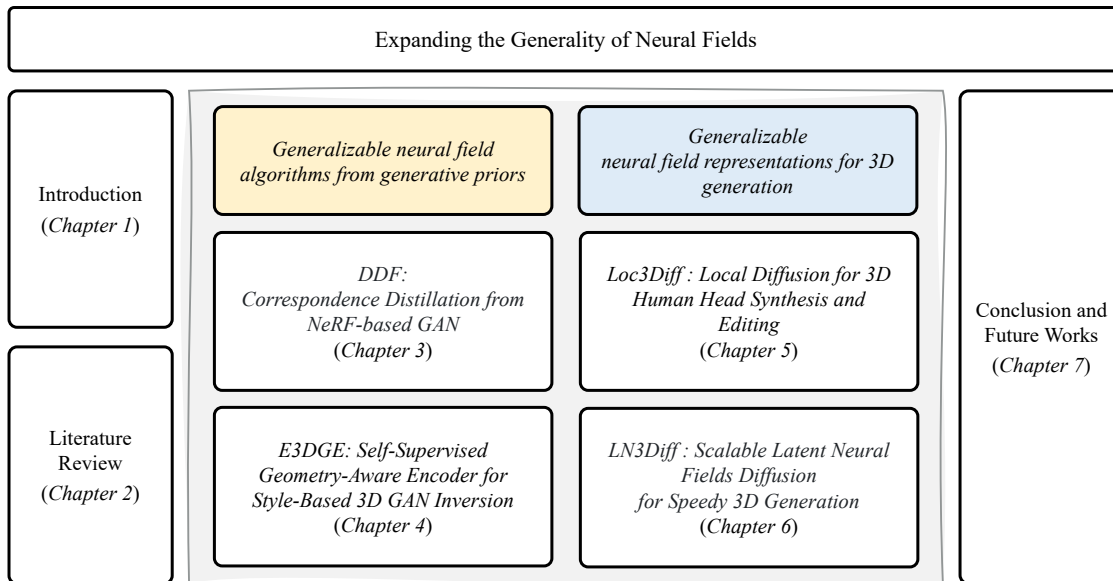 Expanding the Generality of Neural Fields
Introduction
(Chapter 1)
Literature
Review
(Chapter 2)
Generalizable neural field
algorithms from generative priors
DDF:
Correspondence Distillation from
NeRF-based GAN
(Chapter 3)
E3DGE: Self-Supervised
Geometry-Aware Encoder for
Style-Based 3D GAN Inversion
(Chapter 4)
Generalizable
neural field representations for 3D
generation
Loc3Diff : Local Diffusion for 3D
Human Head Synthesis and
Editing
(Chapter 5)
LN3Diff : Scalable Latent Neural
Fields Diffusion
for Speedy 3D Generation
(Chapter 6)
Conclusion and
Future Works
(Chapter 7)